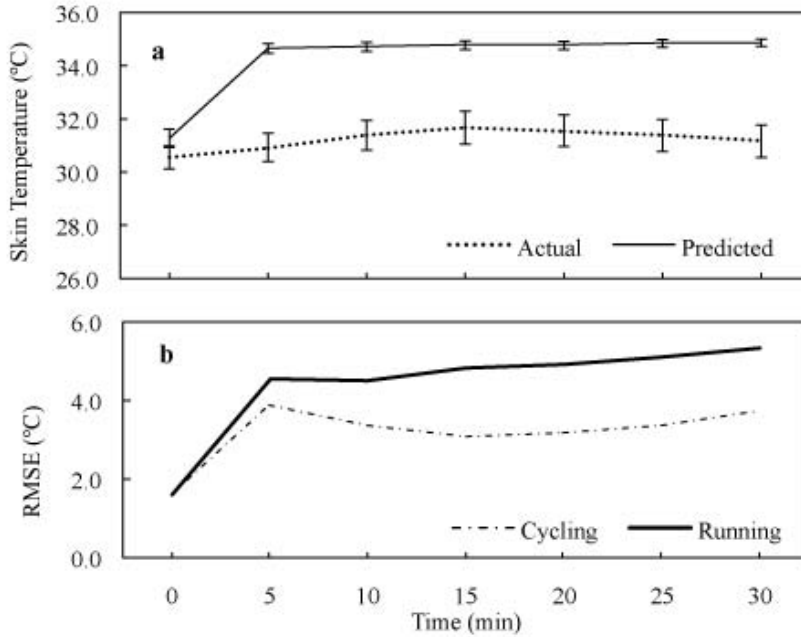 Skin Temperature (°C)
36.0
34.0
32.0
30.0
28.0
26.0
a
Actual
Predicted
RMSE (°C)
6.0
4.0
2.0
0.0
b
Cycling
Running
0 5 10 15 20 25 30
Time (min)